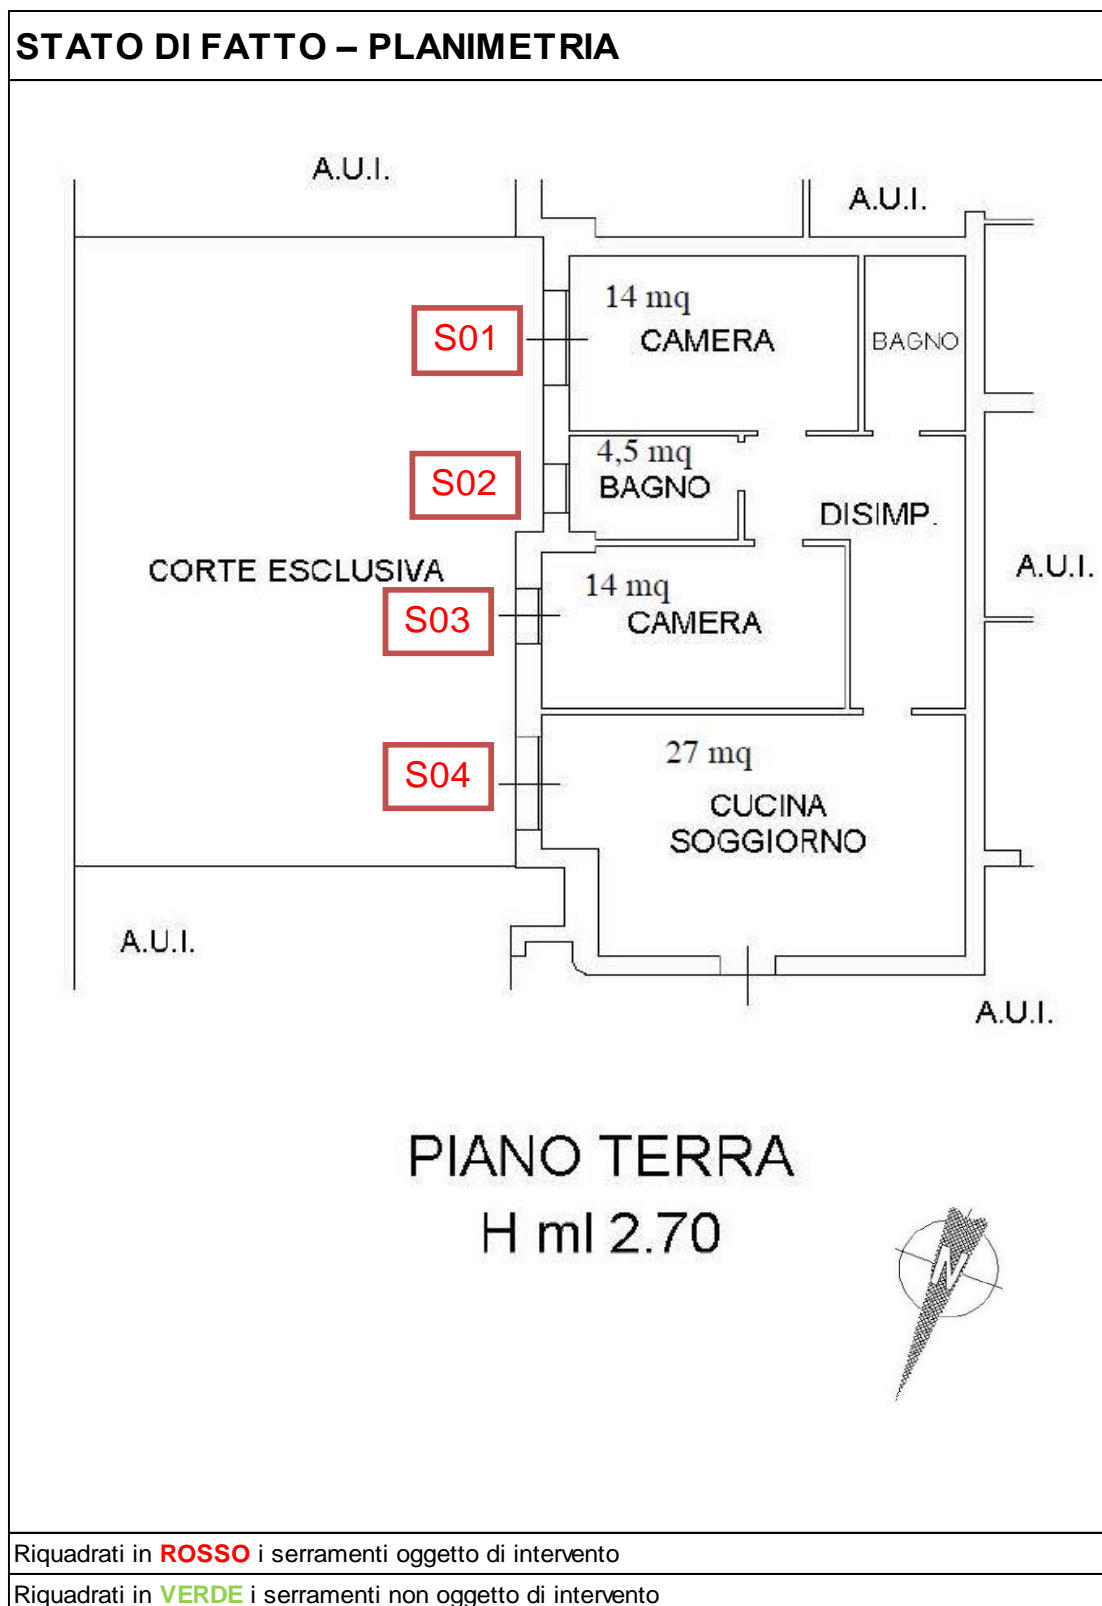 STATO DI FATTO – PLANIMETRIA
A.U.I.
A.U.I.
14 mq
S01
CAMERA
BAGNO
4,5 mq
S02
BAGNO
DISIMP.
CORTE ESCLUSIVA
A.U.I.
14 mq
S03
CAMERA
27 mq
S04
CUCINA
SOGGIORNO
A.U.I.
A.U.I.
PIANO TERRA
H ml 2.70
N
Riquadrati in ROSSO i serramenti oggetto di intervento
Riquadrati in VERDE i serramenti non oggetto di intervento